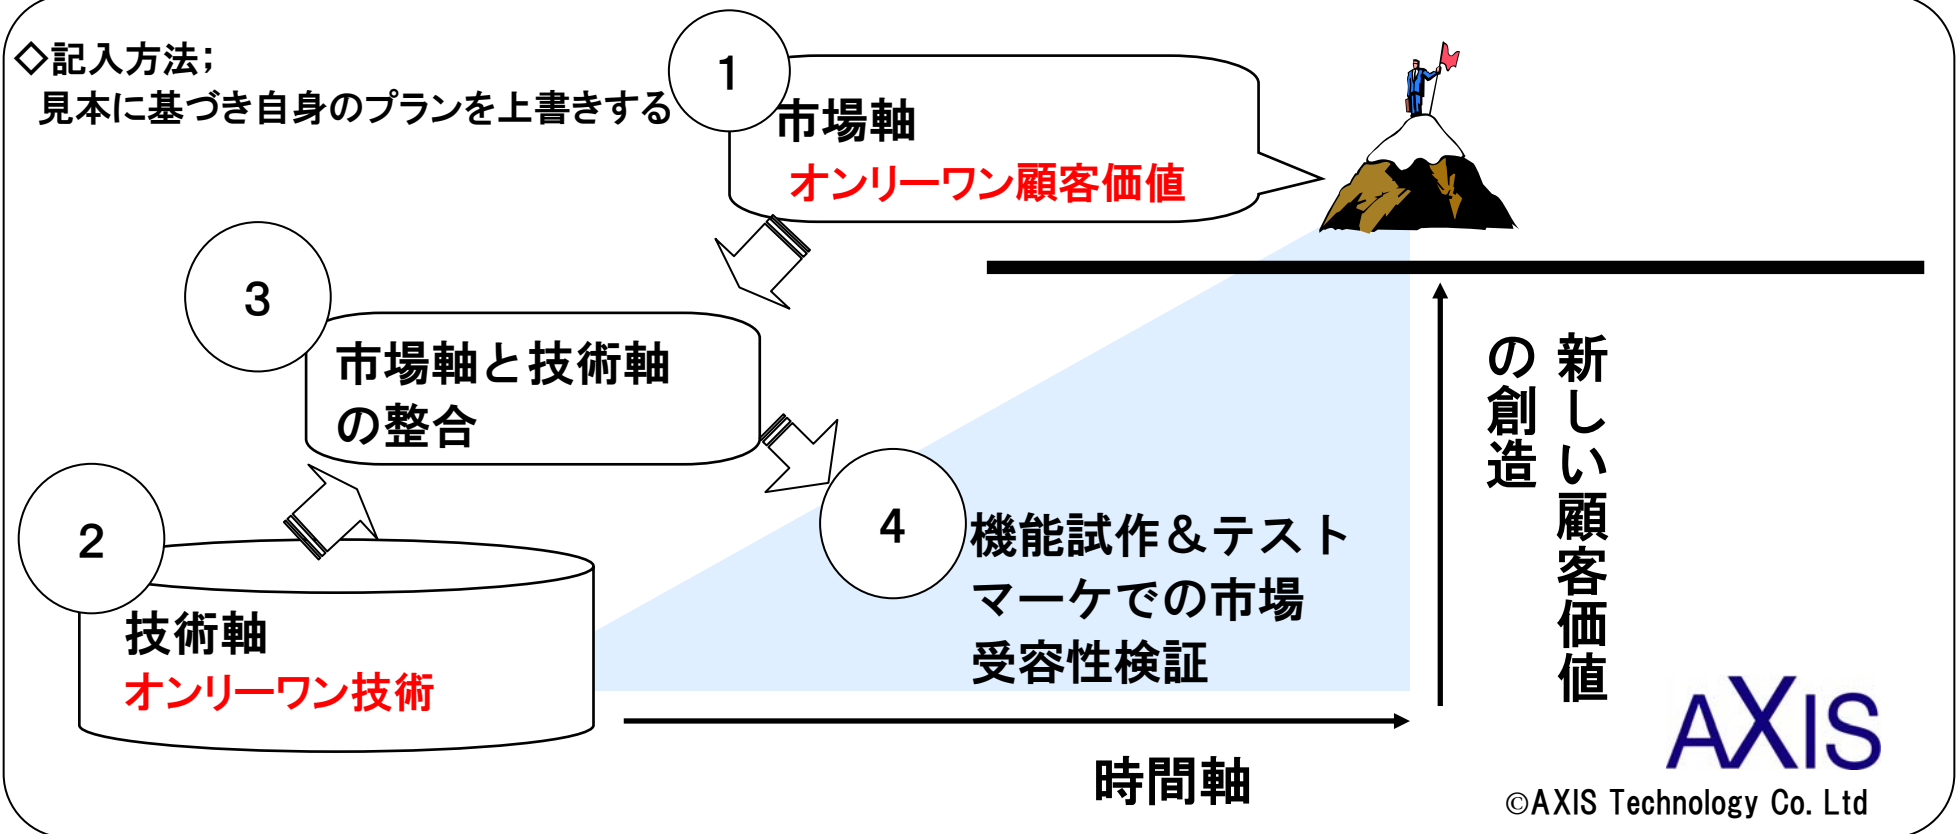 ◇記入方法;
見本に基づき自身のプランを上書きする
1
市場軸
オンリーワン顧客価値
3
市場軸と技術軸
の整合
2
技術軸
オンリーワン技術
4
機能試作&テスト
マーケでの市場
受容性検証
新しい顧客価値
の創造
時間軸
AXIS
©AXIS Technology Co. Ltd